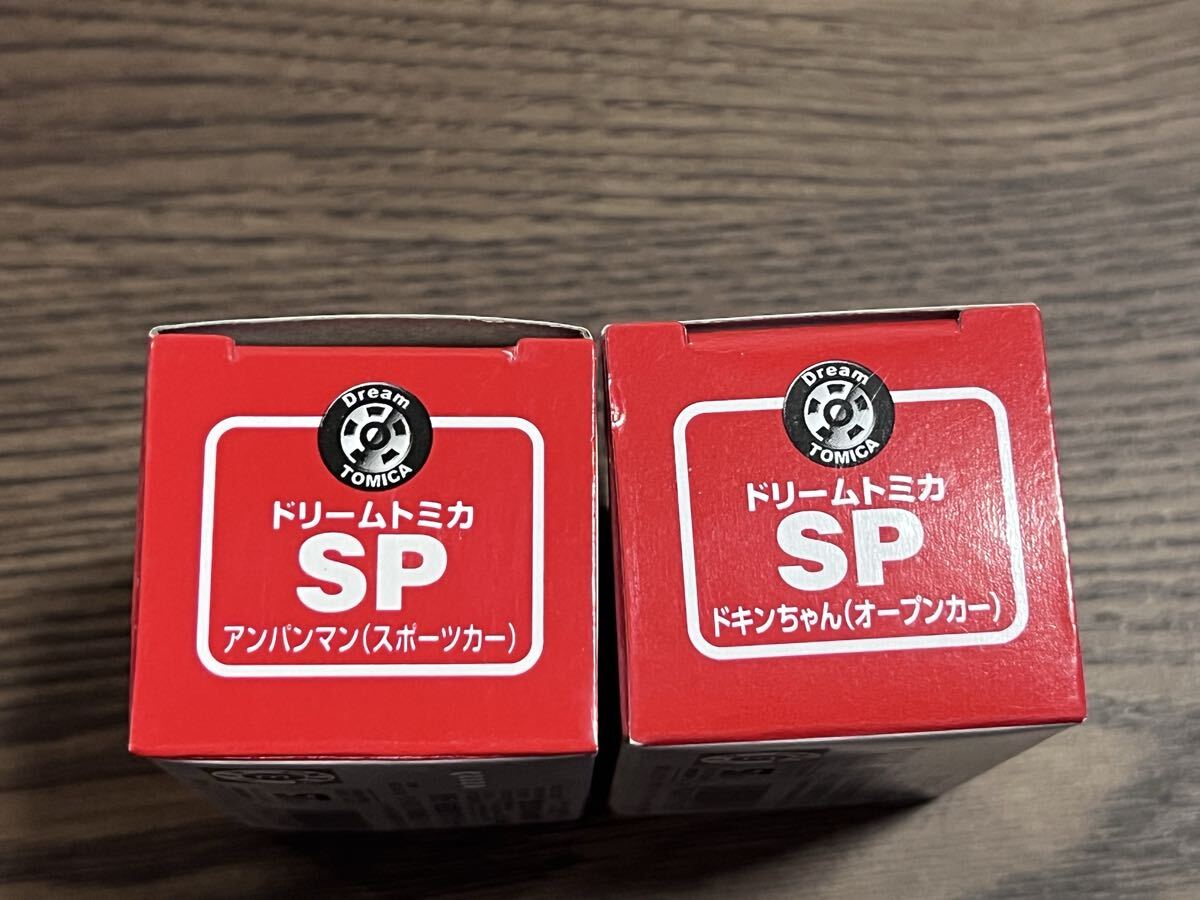 Dream
TOMICA
ドリームトミカ
SP
アンパンマン(スポーツカー)
Dream
TOMICA
ドリームトミカ
SP
ドキンちゃん(オープンカー)